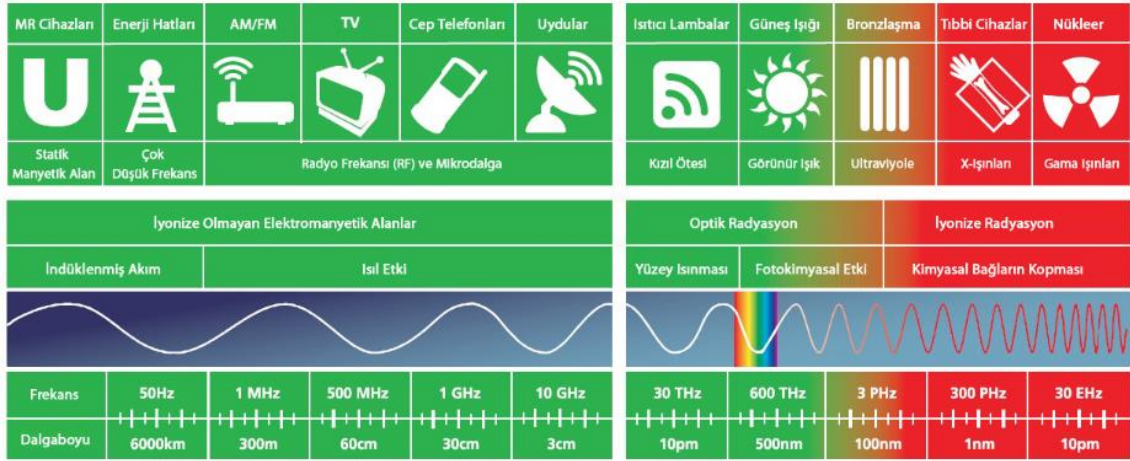 MR Cihazları Enerji Hatları AM/FM TV Cep Telefonları Uydular Isıtıcı Lambalar Güneş Işığı Bronzlaşma Tıbbi Cihazlar Nükleer
Statik Manyetik Alan
Çok Düşük Frekans
Radyo Frekansı (RF) ve Mikrodalga
Kızıl Ötesi
Görünür Işık
Ultraviyole
X-Işınları
Gama Işınları
İyonize Olmayan Elektromanyetik Alanlar
Optik Radyasyon
İyonize Radyasyon
İndüklenmiş Akım
Isıl Etki
Yüzey Isınması
Fotokimyasal Etki
Kimyasal Bağların Kopması
Frekans 50Hz 1 MHz 500 MHz 1 GHz 10 GHz 30 THz 600 THz 3 PHz 300 PHz 30 EHz
Dalgaboyu 6000km 300m 60cm 30cm 3cm 10pm 500nm 100nm 1nm 10pm